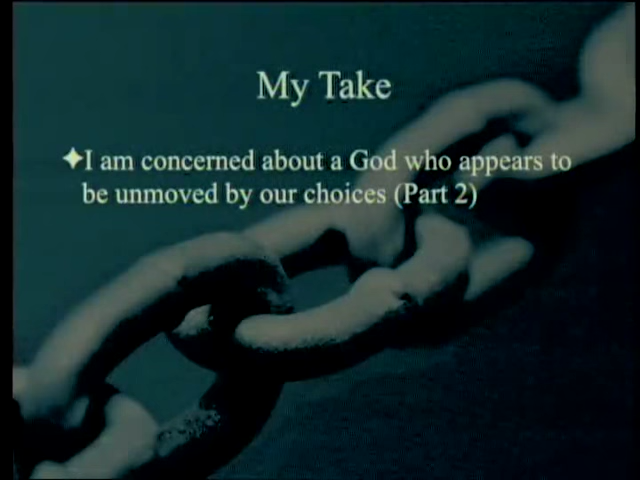 My Take
✦I am concerned about a God who appears to
be unmoved by our choices (Part 2)